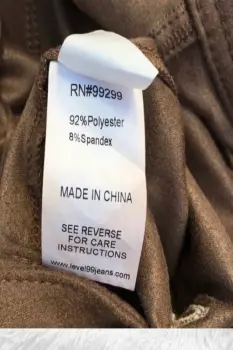 RN#99299
92%Polyester
8%Spandex
MADE IN CHINA
SEE REVERSE
FOR CARE
INSTRUCTIONS
www.level99jeans.com